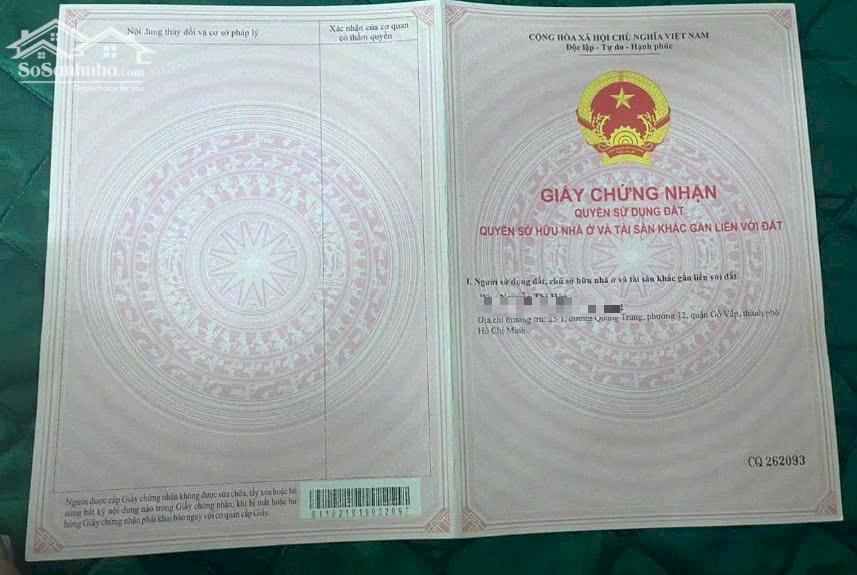 SoSanhnha.com
Great choice for you
Nội dung thay đổi và cơ sở pháp lý
Xác nhận của cơ quan
có thẩm quyền
Người được cấp Giấy chứng nhận không được sửa chữa, tẩy xóa hoặc bổ
sung bất kỳ nội dung nào trong Giấy chứng nhận; khi bị mất hoặc hư
hỏng Giấy chứng nhận phải khai báo ngay với cơ quan cấp Giấy.
CỘNG HÒA XÃ HỘI CHỦ NGHĨA VIỆT NAM
Độc lập - Tự do - Hạnh phúc
GIẤY CHỨNG NHẬN
QUYỀN SỬ DỤNG ĐẤT
QUYỀN SỞ HỮU NHÀ Ở VÀ TÀI SẢN KHÁC GẮN LIỀN VỚI ĐẤT
I. Người sử dụng đất, chủ sở hữu nhà ở và tài sản khác gắn liền với đất
Địa chỉ thường trú: đường Quang Trung, phường 12, quận Gò Vấp, thành phố
Hồ Chí Minh.
CQ 262093